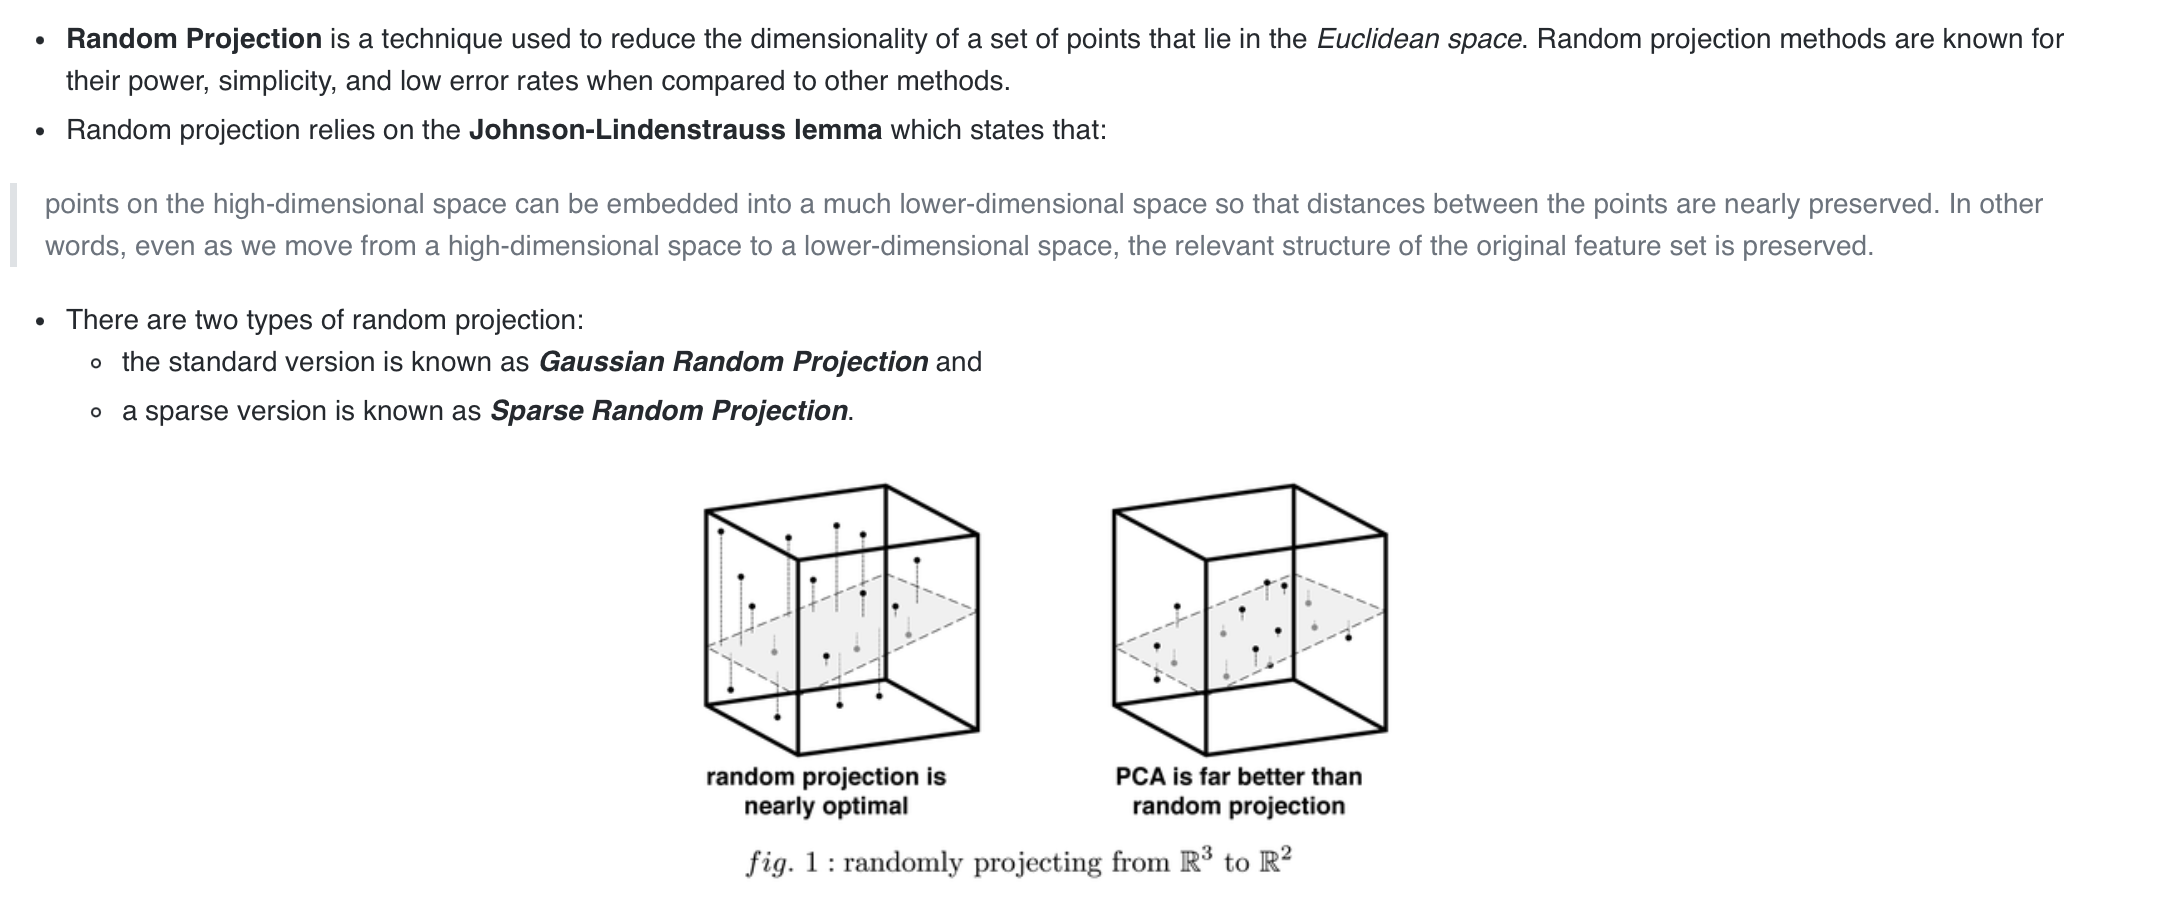 Random Projection is a technique used to reduce the dimensionality of a set of points that lie in the Euclidean space. Random projection methods are known for
their power, simplicity, and low error rates when compared to other methods.
Random projection relies on the Johnson-Lindenstrauss lemma which states that:
points on the high-dimensional space can be embedded into a much lower-dimensional space so that distances between the points are nearly preserved. In other
words, even as we move from a high-dimensional space to a lower-dimensional space, the relevant structure of the original feature set is preserved.
There are two types of random projection:
the standard version is known as Gaussian Random Projection and
a sparse version is known as Sparse Random Projection.
random projection is
nearly optimal
PCA is far better than
random projection
fig. 1 : randomly projecting from ℝ³ to ℝ²